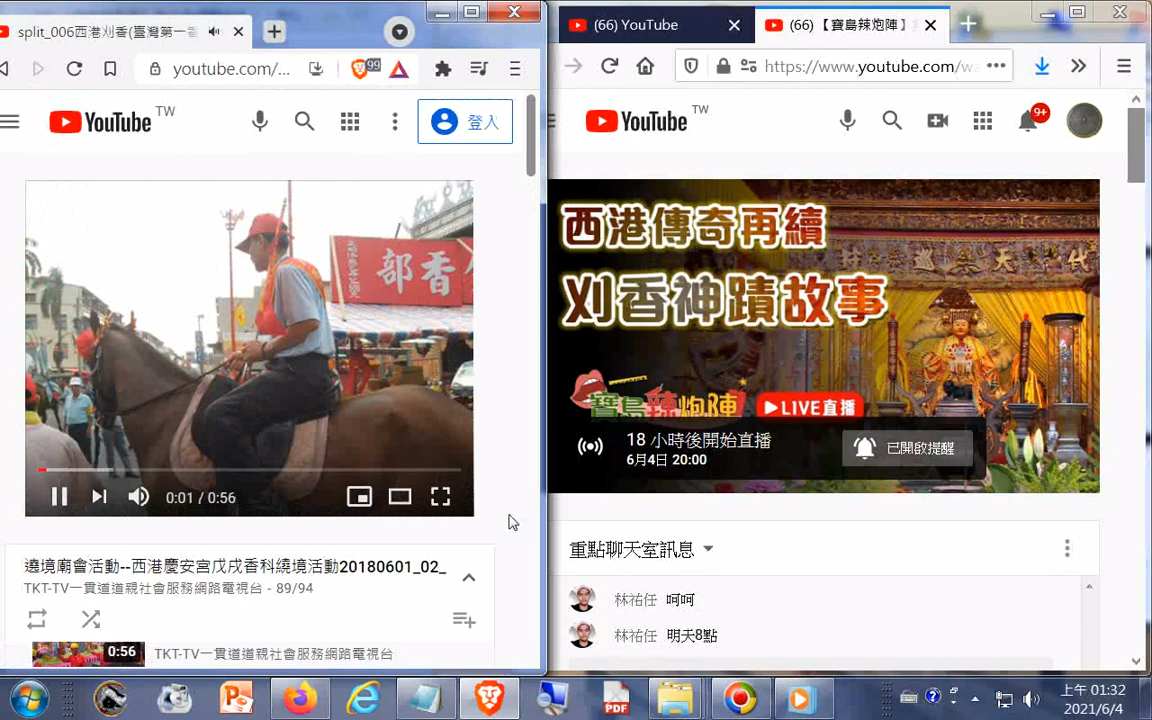 split_006西港刈香(臺灣第一香
youtube.com/...
99
YouTube TW
登入
香部
0:01 / 0:56
遶境廟會活動--西港慶安宮戊戌香科繞境活動20180601_02_
TKT-TV一貫道道親社會服務網路電視台 - 89/94
0:56
TKT-TV一貫道道親社會服務網路電視台
(66) YouTube
(66) 【寶島辣炮陣】
https://www.youtube.com/wa
YouTube TW
9+
西港傳奇再續
刈香神蹟故事
寶島辣炮陣
LIVE直播
18 小時後開始直播
6月4日 20:00
已開啟提醒
重點聊天室訊息
林祐任 呵呵
林祐任 明天8點
PDF
上午 01:32
2021/6/4